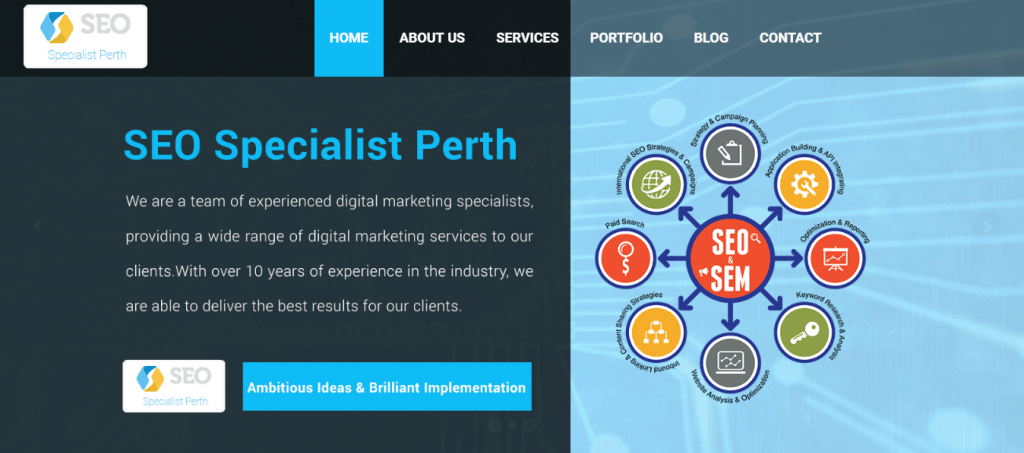 SEO
Specialist Perth
HOME
ABOUT US
SERVICES
PORTFOLIO
BLOG
CONTACT
SEO Specialist Perth
We are a team of experienced digital marketing specialists,
providing a wide range of digital marketing services to our
clients.With over 10 years of experience in the industry, we
are able to deliver the best results for our clients.
SEO
Specialist Perth
Ambitious Ideas & Brilliant Implementation
Strategy & Campaign Planning
Application Building & API Integrating
Optimization & Reporting
Keyword Research & Analysis
Website Analysis & Optimization
Inbound Linking & Content Sharing Strategies
Paid Search
International SEO Strategies & Campaigns
SEO
&
SEM